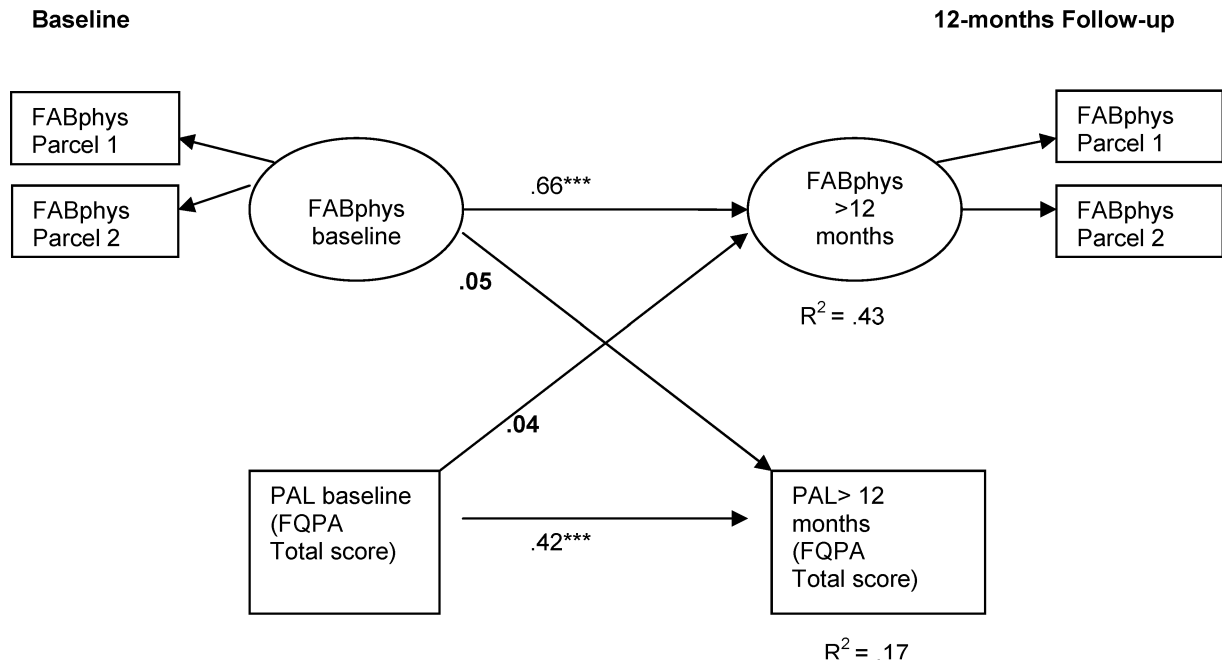 Baseline
12-months Follow-up
FABphys
Parcel 1
FABphys
Parcel 2
FABphys
baseline
.66***
FABphys
>12
months
FABphys
Parcel 1
FABphys
Parcel 2
R² = .43
.05
.04
PAL baseline
(FQPA
Total score)
.42***
PAL> 12
months
(FQPA
Total score)
R² = .17